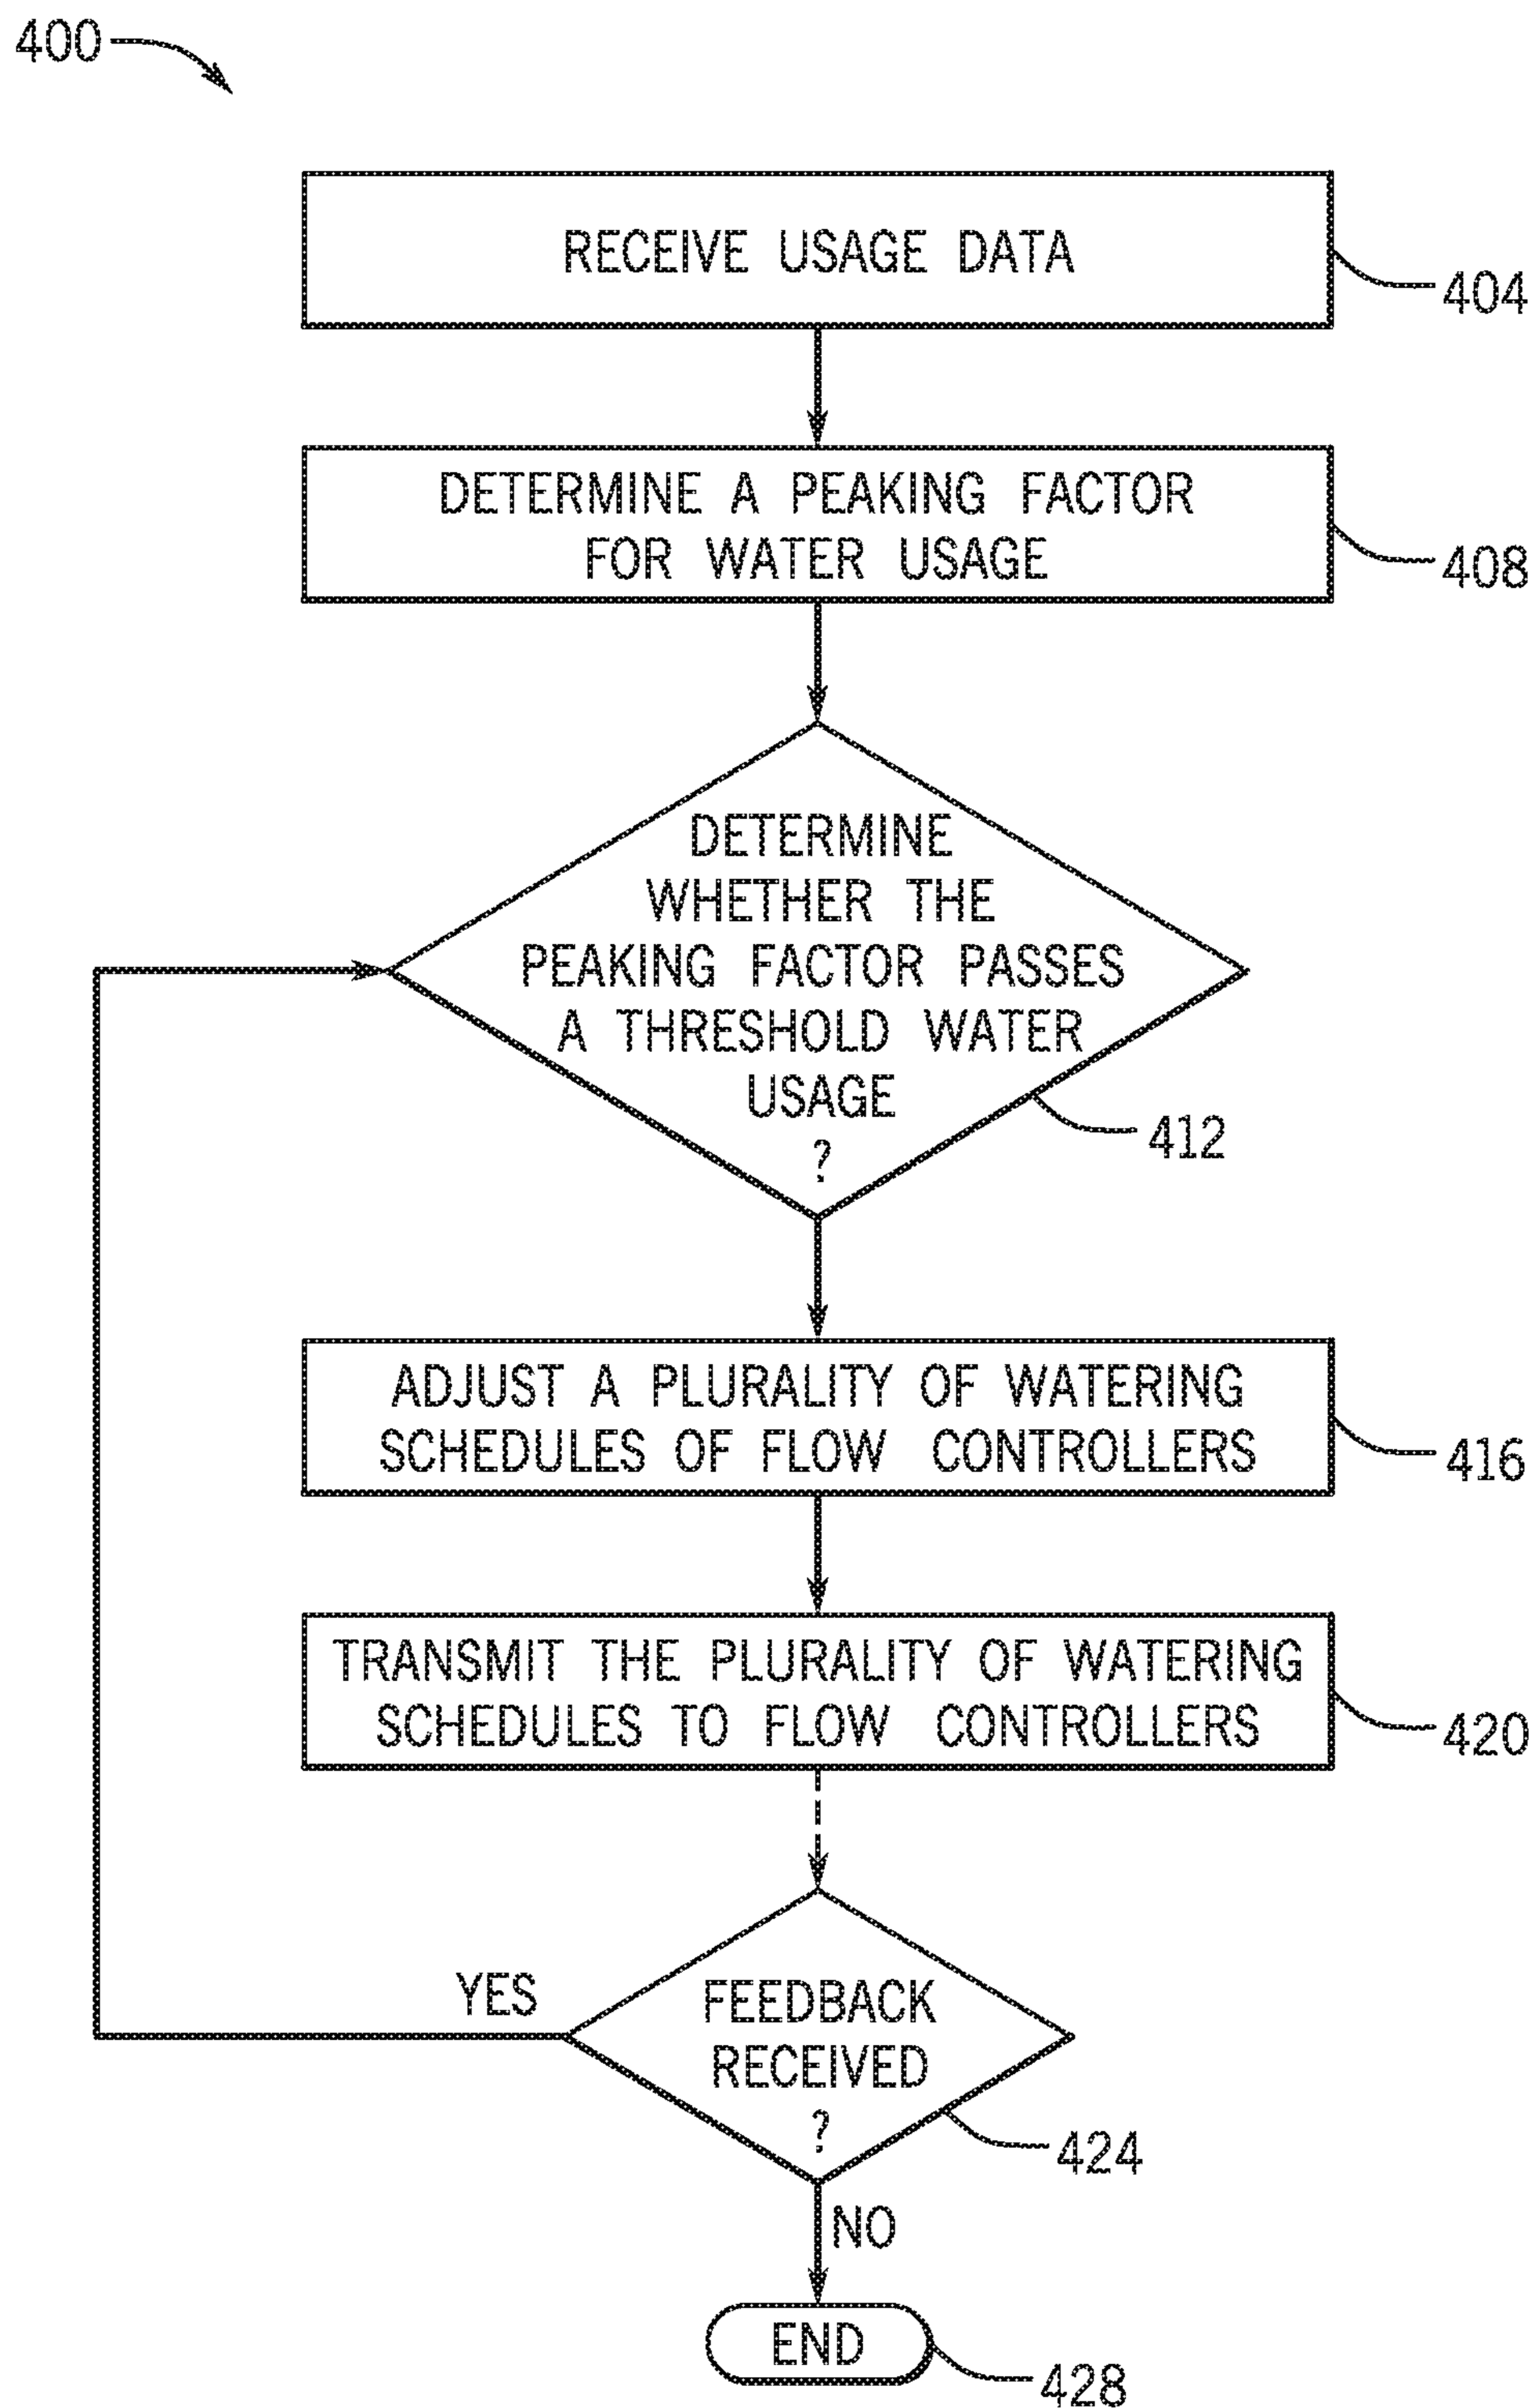 400
RECEIVE USAGE DATA
404
DETERMINE A PEAKING FACTOR
FOR WATER USAGE
408
DETERMINE
WHETHER THE
PEAKING FACTOR PASSES
A THRESHOLD WATER
USAGE
?
412
ADJUST A PLURALITY OF WATERING
SCHEDULES OF FLOW CONTROLLERS
416
TRANSMIT THE PLURALITY OF WATERING
SCHEDULES TO FLOW CONTROLLERS
420
YES
FEEDBACK
RECEIVED
?
424
NO
END
428